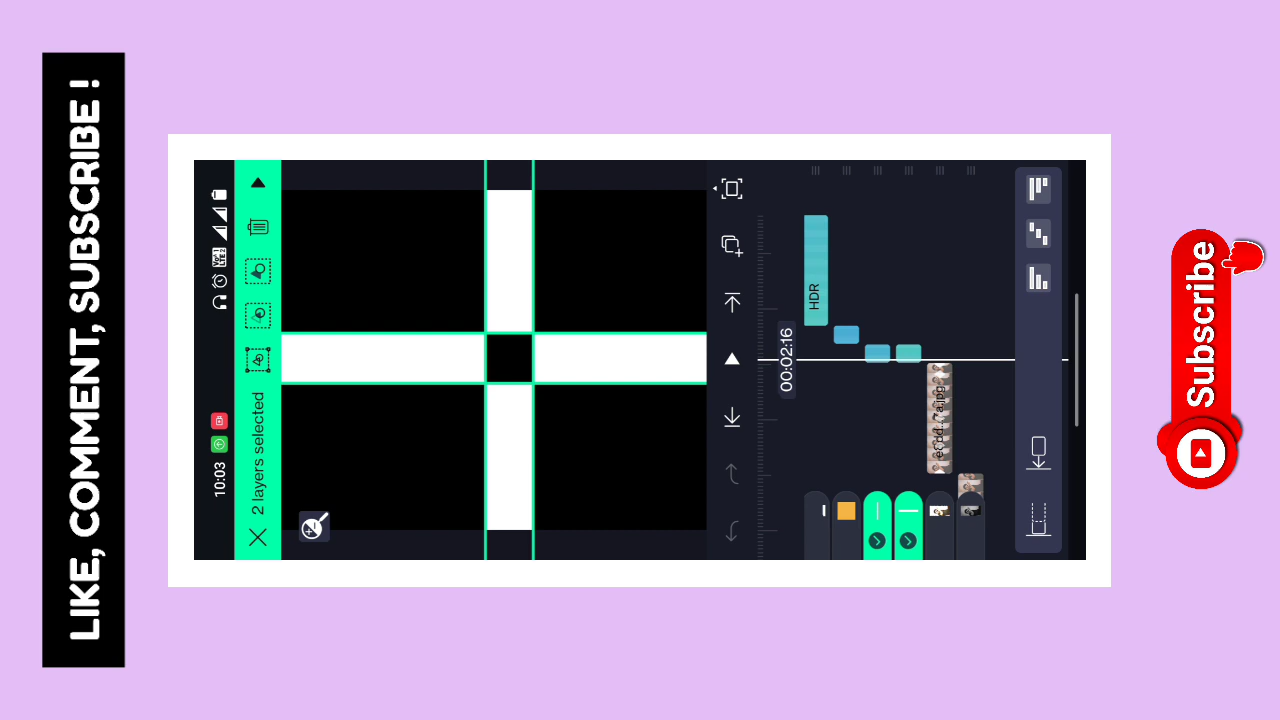 LIKE, COMMENT, SUBSCRIBE !
10:03
2 layers selected
00:02:16
HDR
Subscribe